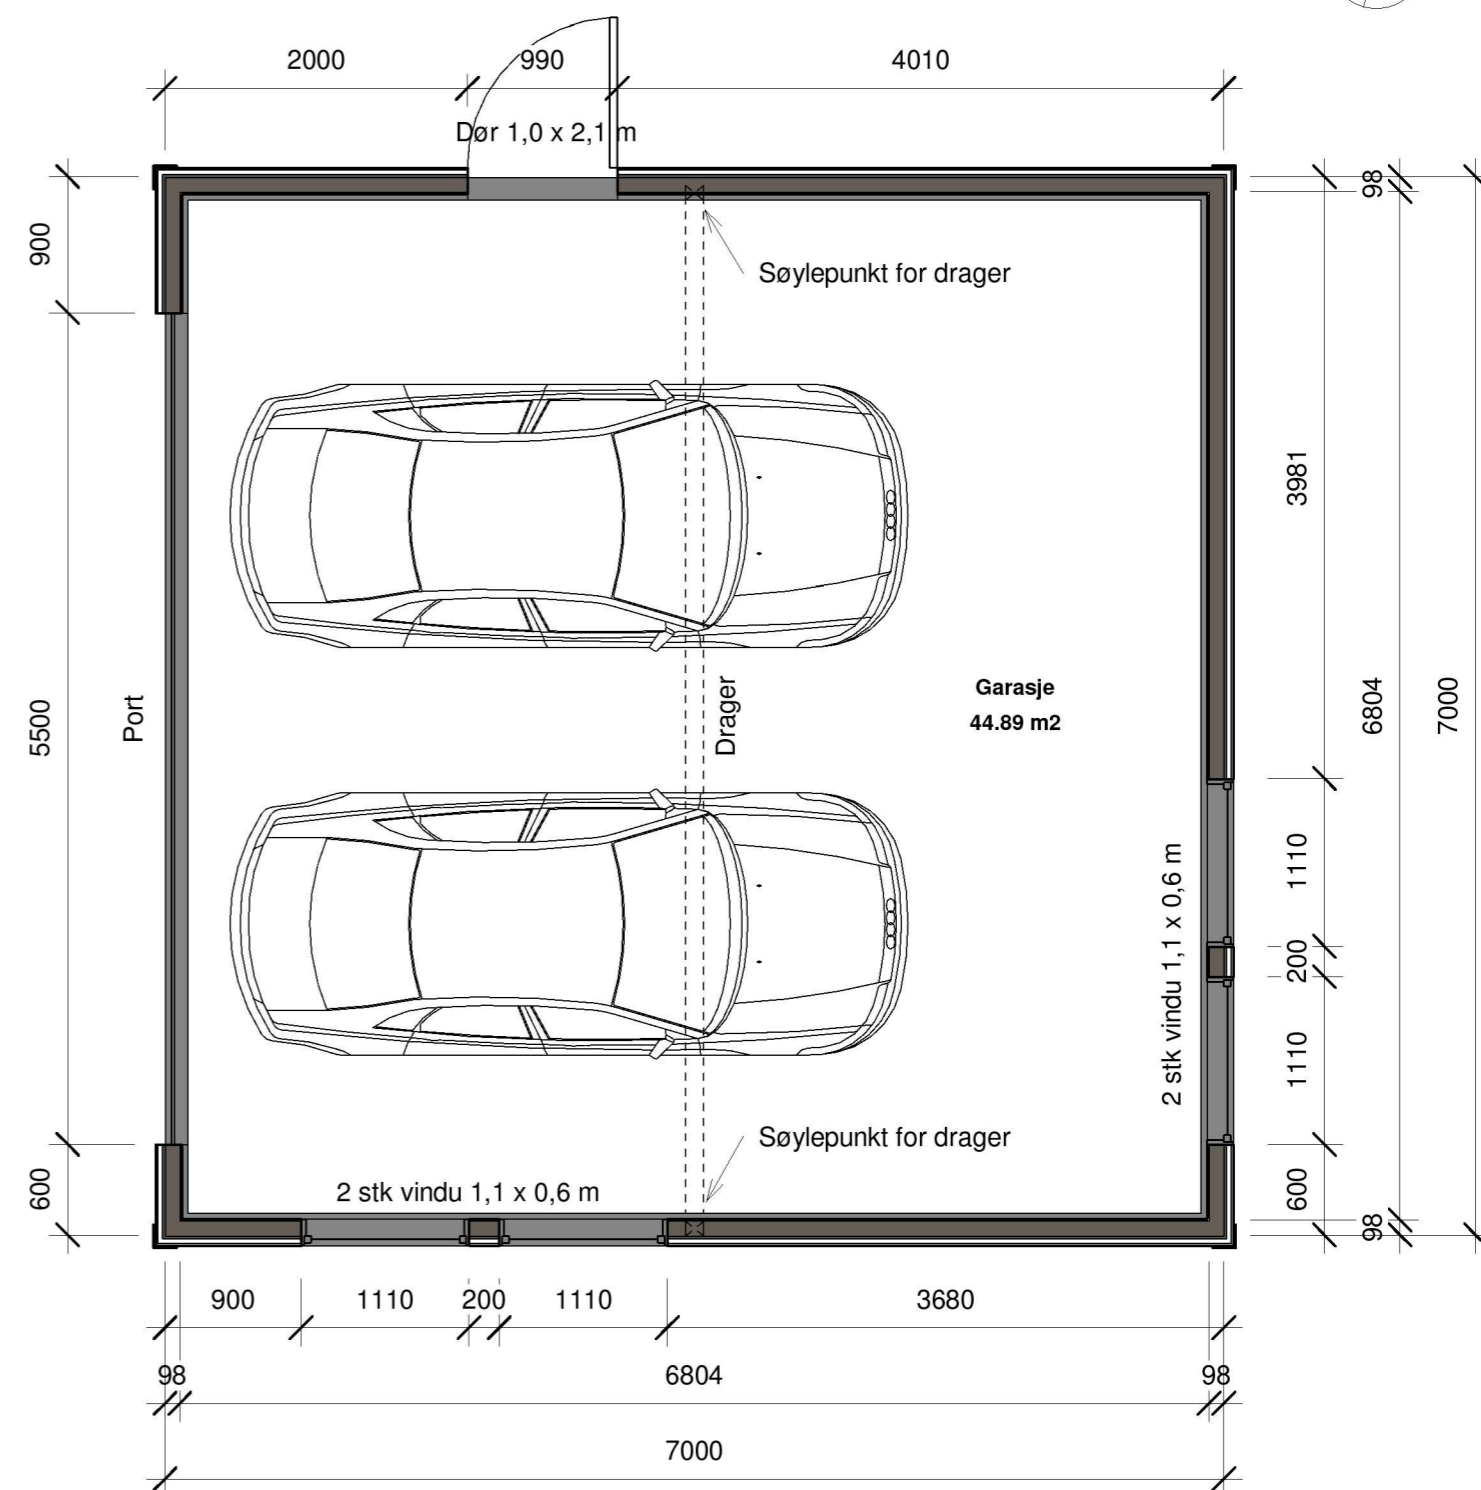 2000
990
4010
Dør 1,0 x 2,1 m
98
900
Søylepunkt for drager
3981
Port
5500
Drager
Garasje
44.89 m2
6804
7000
1110
200
1110
2 stk vindu 1,1 x 0,6 m
Søylepunkt for drager
600
2 stk vindu 1,1 x 0,6 m
600
98
900
1110
200
1110
3680
98
6804
98
7000